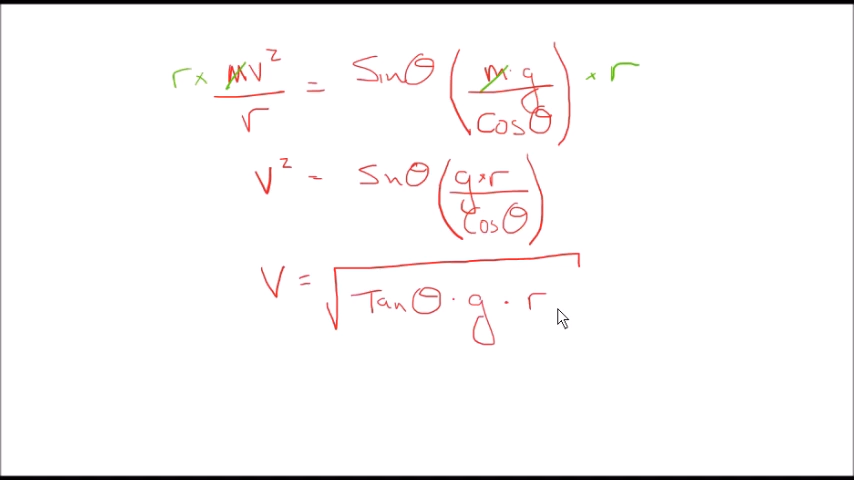 r × mv²/r = Sinθ (m·g/cosθ) × r
v² = sinθ (g×r/cosθ)
V = √(Tanθ · g · r)